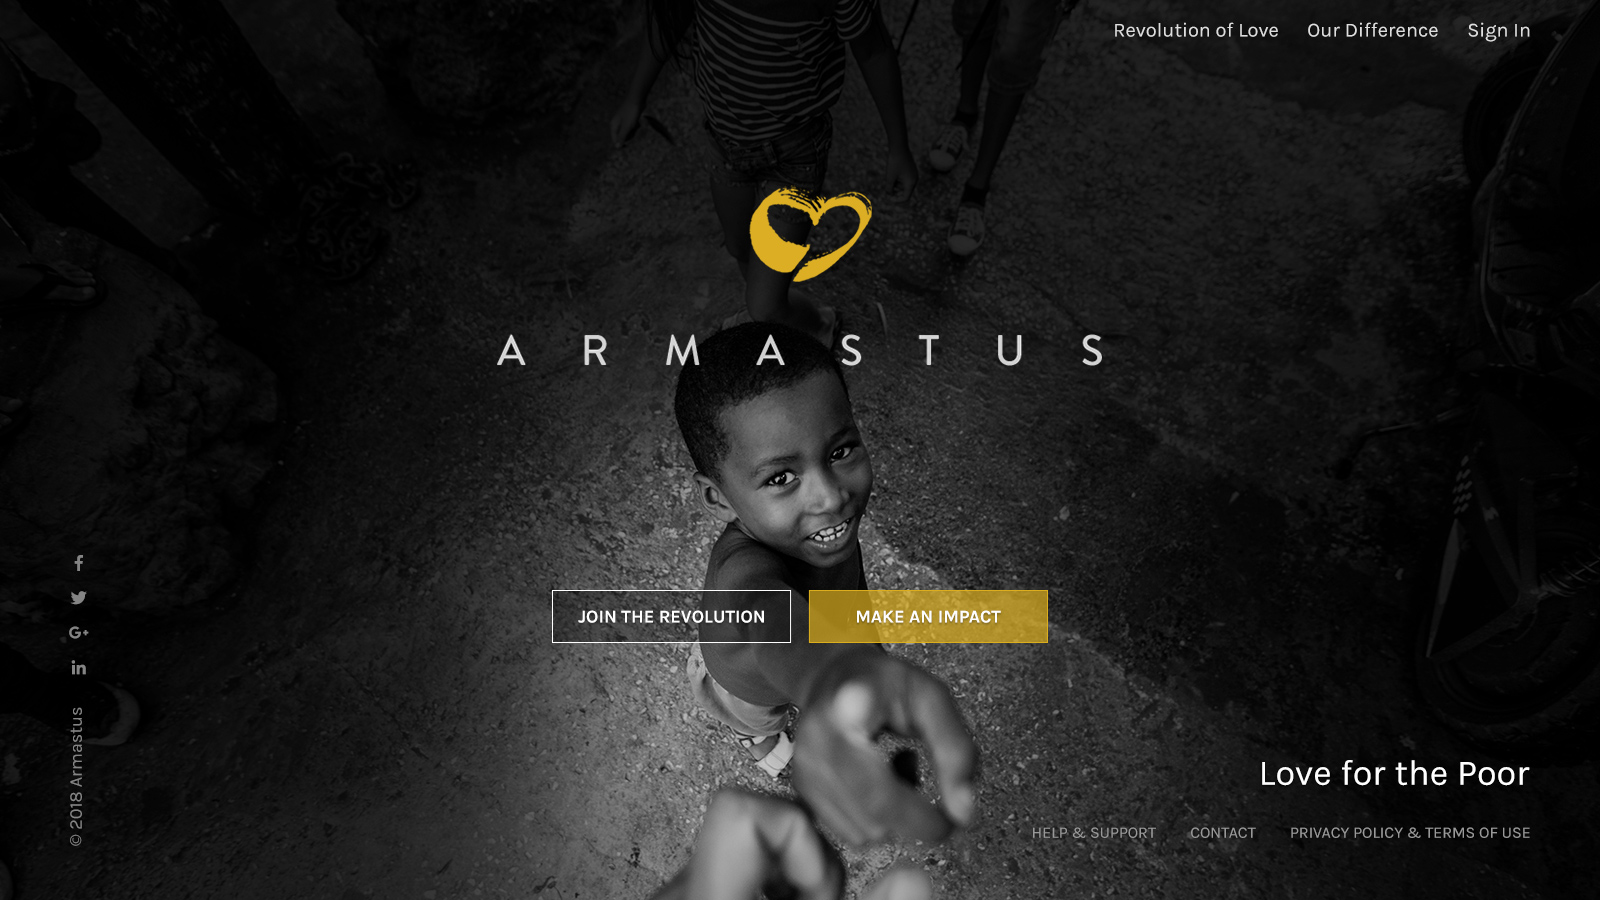 Revolution of Love
Our Difference
Sign In
ARMASTUS
JOIN THE REVOLUTION
MAKE AN IMPACT
G+
© 2018 Armastus
Love for the Poor
HELP & SUPPORT
CONTACT
PRIVACY POLICY & TERMS OF USE